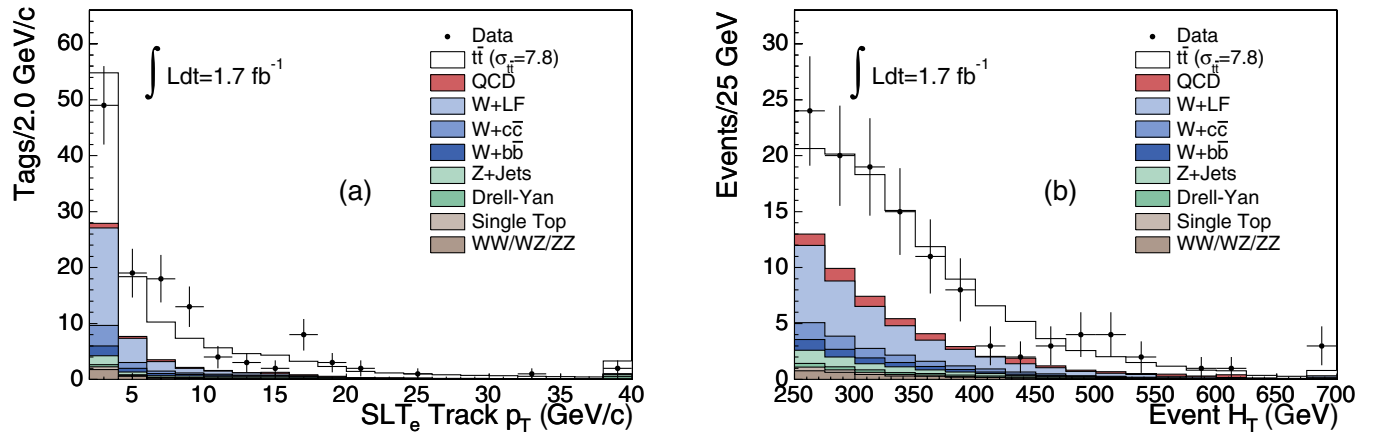 Tags/2.0 GeV/c
60
50
40
30
20
10
0
∫ Ldt=1.7 fb⁻¹
(a)
Data
tt̄ (σ_tt̄=7.8)
QCD
W+LF
W+cc̄
W+bb̄
Z+Jets
Drell-Yan
Single Top
WW/WZ/ZZ
5 10 15 20 25 30 35 40
SLTₑ Track p_T (GeV/c)
Events/25 GeV
30
25
20
15
10
5
0
∫ Ldt=1.7 fb⁻¹
(b)
Data
tt̄ (σ_tt̄=7.8)
QCD
W+LF
W+cc̄
W+bb̄
Z+Jets
Drell-Yan
Single Top
WW/WZ/ZZ
250 300 350 400 450 500 550 600 650 700
Event H_T (GeV)